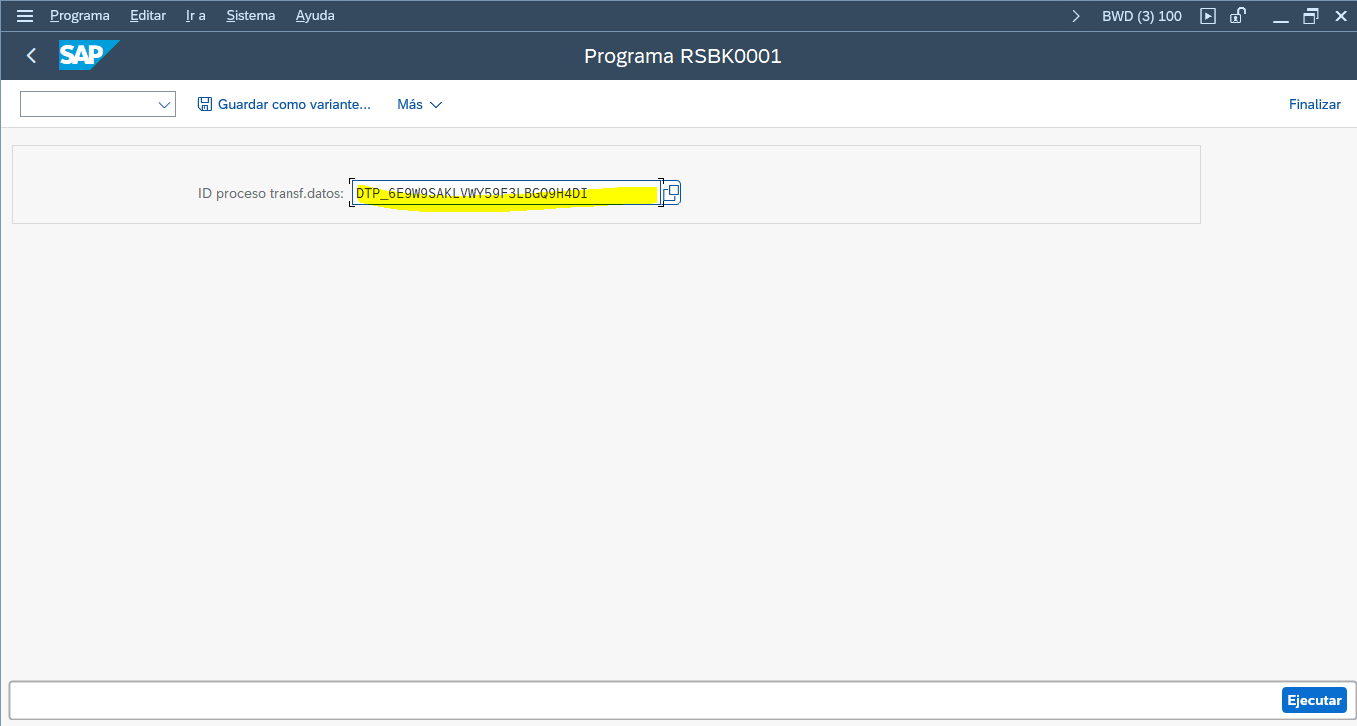 Programa Editar Ir a Sistema Ayuda BWD (3) 100
SAP Programa RSBK0001
Guardar como variante... Más Finalizar
ID proceso transf.datos: DTP_6E9W9SAKLVWY59F3LBGQ9H4DI
Ejecutar